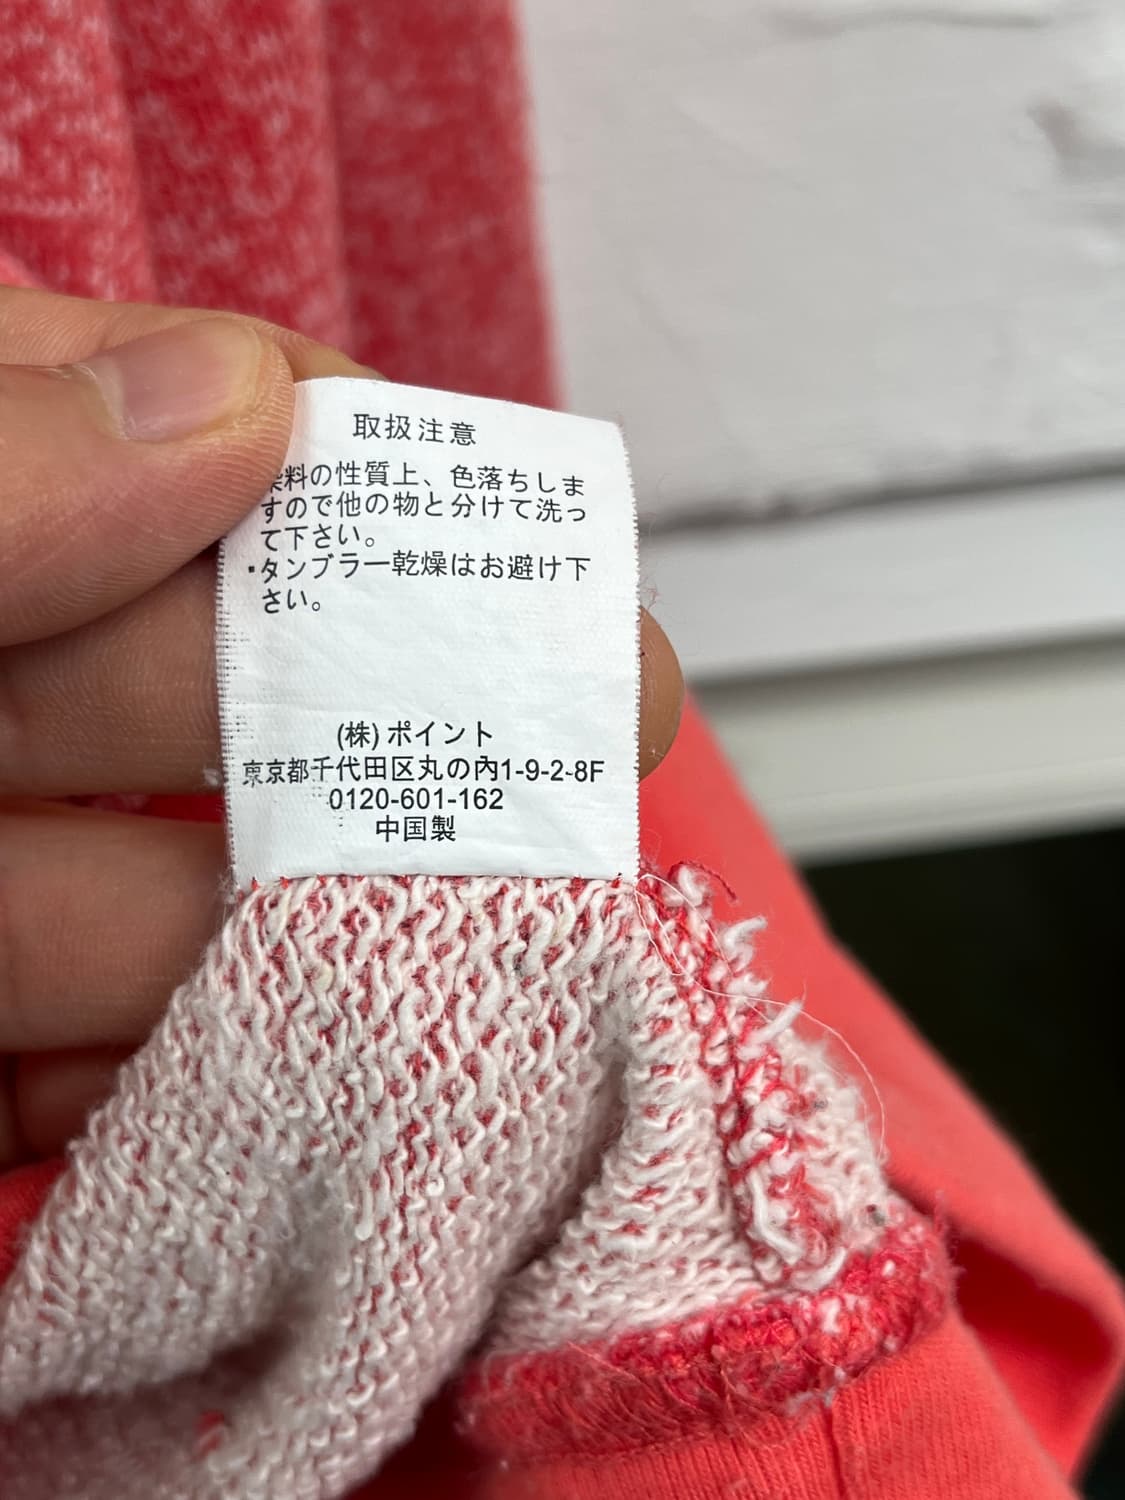 取扱注意
染料の性質上、色落ちしま
すので他の物と分けて洗っ
て下さい。
・タンブラー乾燥はお避け下
さい。
(株)ポイント
東京都千代田区丸の內1-9-2-8F
0120-601-162
中国製